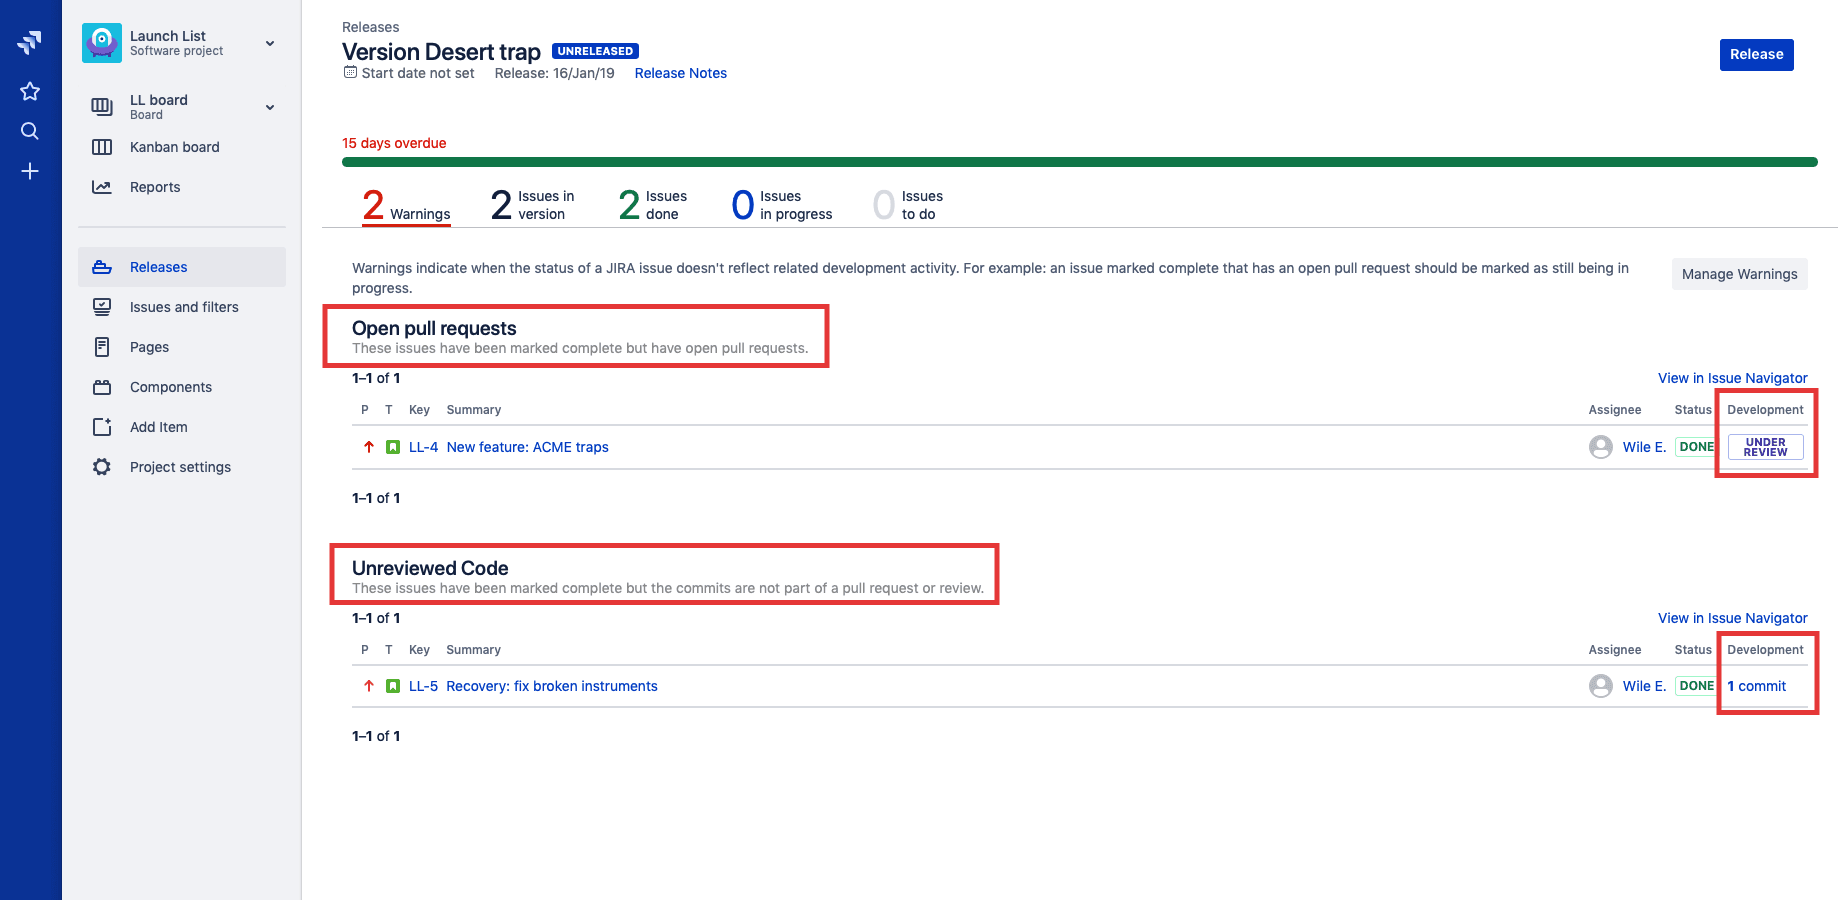 Launch List
Software project
LL board
Board
Kanban board
Reports
Releases
Issues and filters
Pages
Components
Add Item
Project settings
Releases
Version Desert trap UNRELEASED
Start date not set Release: 16/Jan/19 Release Notes
Release
15 days overdue
2 Warnings
2 Issues in version
2 Issues done
0 Issues in progress
0 Issues to do
Warnings indicate when the status of a JIRA issue doesn't reflect related development activity. For example: an issue marked complete that has an open pull request should be marked as still being in
progress.
Manage Warnings
Open pull requests
These issues have been marked complete but have open pull requests.
1–1 of 1
View in Issue Navigator
P T Key Summary Assignee Status Development
LL-4 New feature: ACME traps Wile E. DONE UNDER REVIEW
1–1 of 1
Unreviewed Code
These issues have been marked complete but the commits are not part of a pull request or review.
1–1 of 1
View in Issue Navigator
P T Key Summary Assignee Status Development
LL-5 Recovery: fix broken instruments Wile E. DONE 1 commit
1–1 of 1